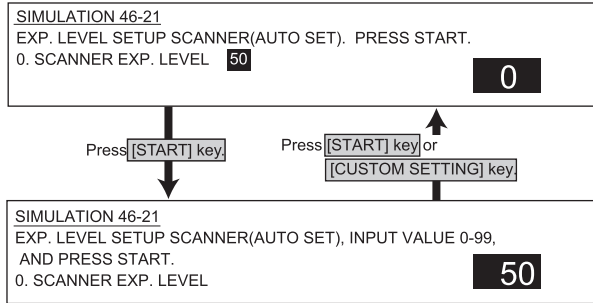 SIMULATION 46-21
EXP. LEVEL SETUP SCANNER(AUTO SET).  PRESS START.
0. SCANNER EXP. LEVEL  50
0
Press [START] key.
Press [START] key or
[CUSTOM SETTING] key.
SIMULATION 46-21
EXP. LEVEL SETUP SCANNER(AUTO SET), INPUT VALUE 0-99,
AND PRESS START.
0. SCANNER EXP. LEVEL
50